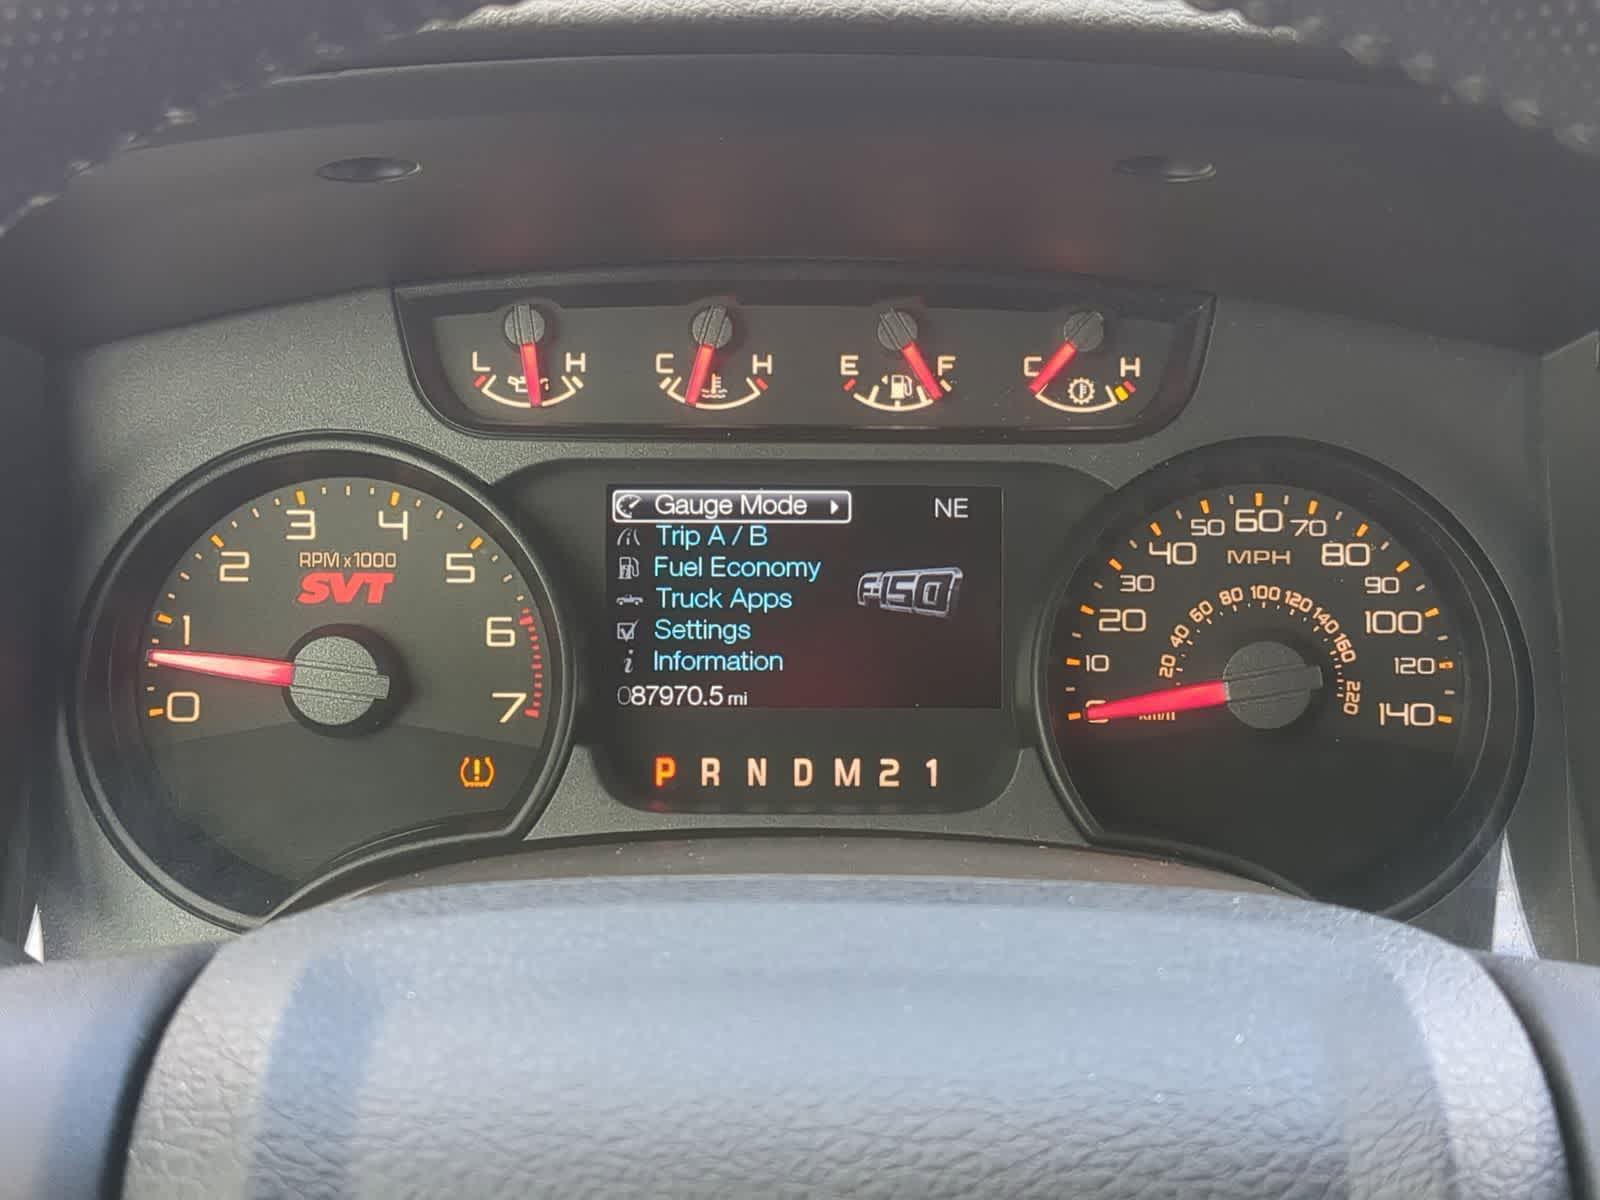 L H
C H
E F
C H
0 1 2 3 4 5 6 7
RPM x1000
SVT
Gauge Mode
NE
Trip A / B
Fuel Economy
Truck Apps
Settings
Information
F-150
087970.5 mi
P R N D M 2 1
0 10 20 30 40 50 60 70 80 90 100 120 140
MPH
20 40 60 80 100 120 140 160 220
km/h